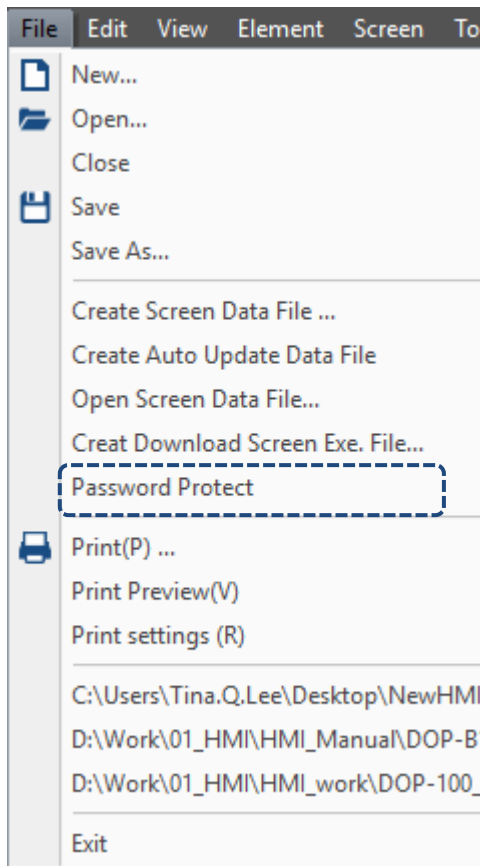 File Edit View Element Screen To
New...
Open...
Close
Save
Save As...
Create Screen Data File ...
Create Auto Update Data File
Open Screen Data File...
Creat Download Screen Exe. File...
Password Protect
Print(P) ...
Print Preview(V)
Print settings (R)
C:\Users\Tina.Q.Lee\Desktop\NewHMI
D:\Work\01_HMI\HMI_Manual\DOP-B
D:\Work\01_HMI\HMI_work\DOP-100_
Exit